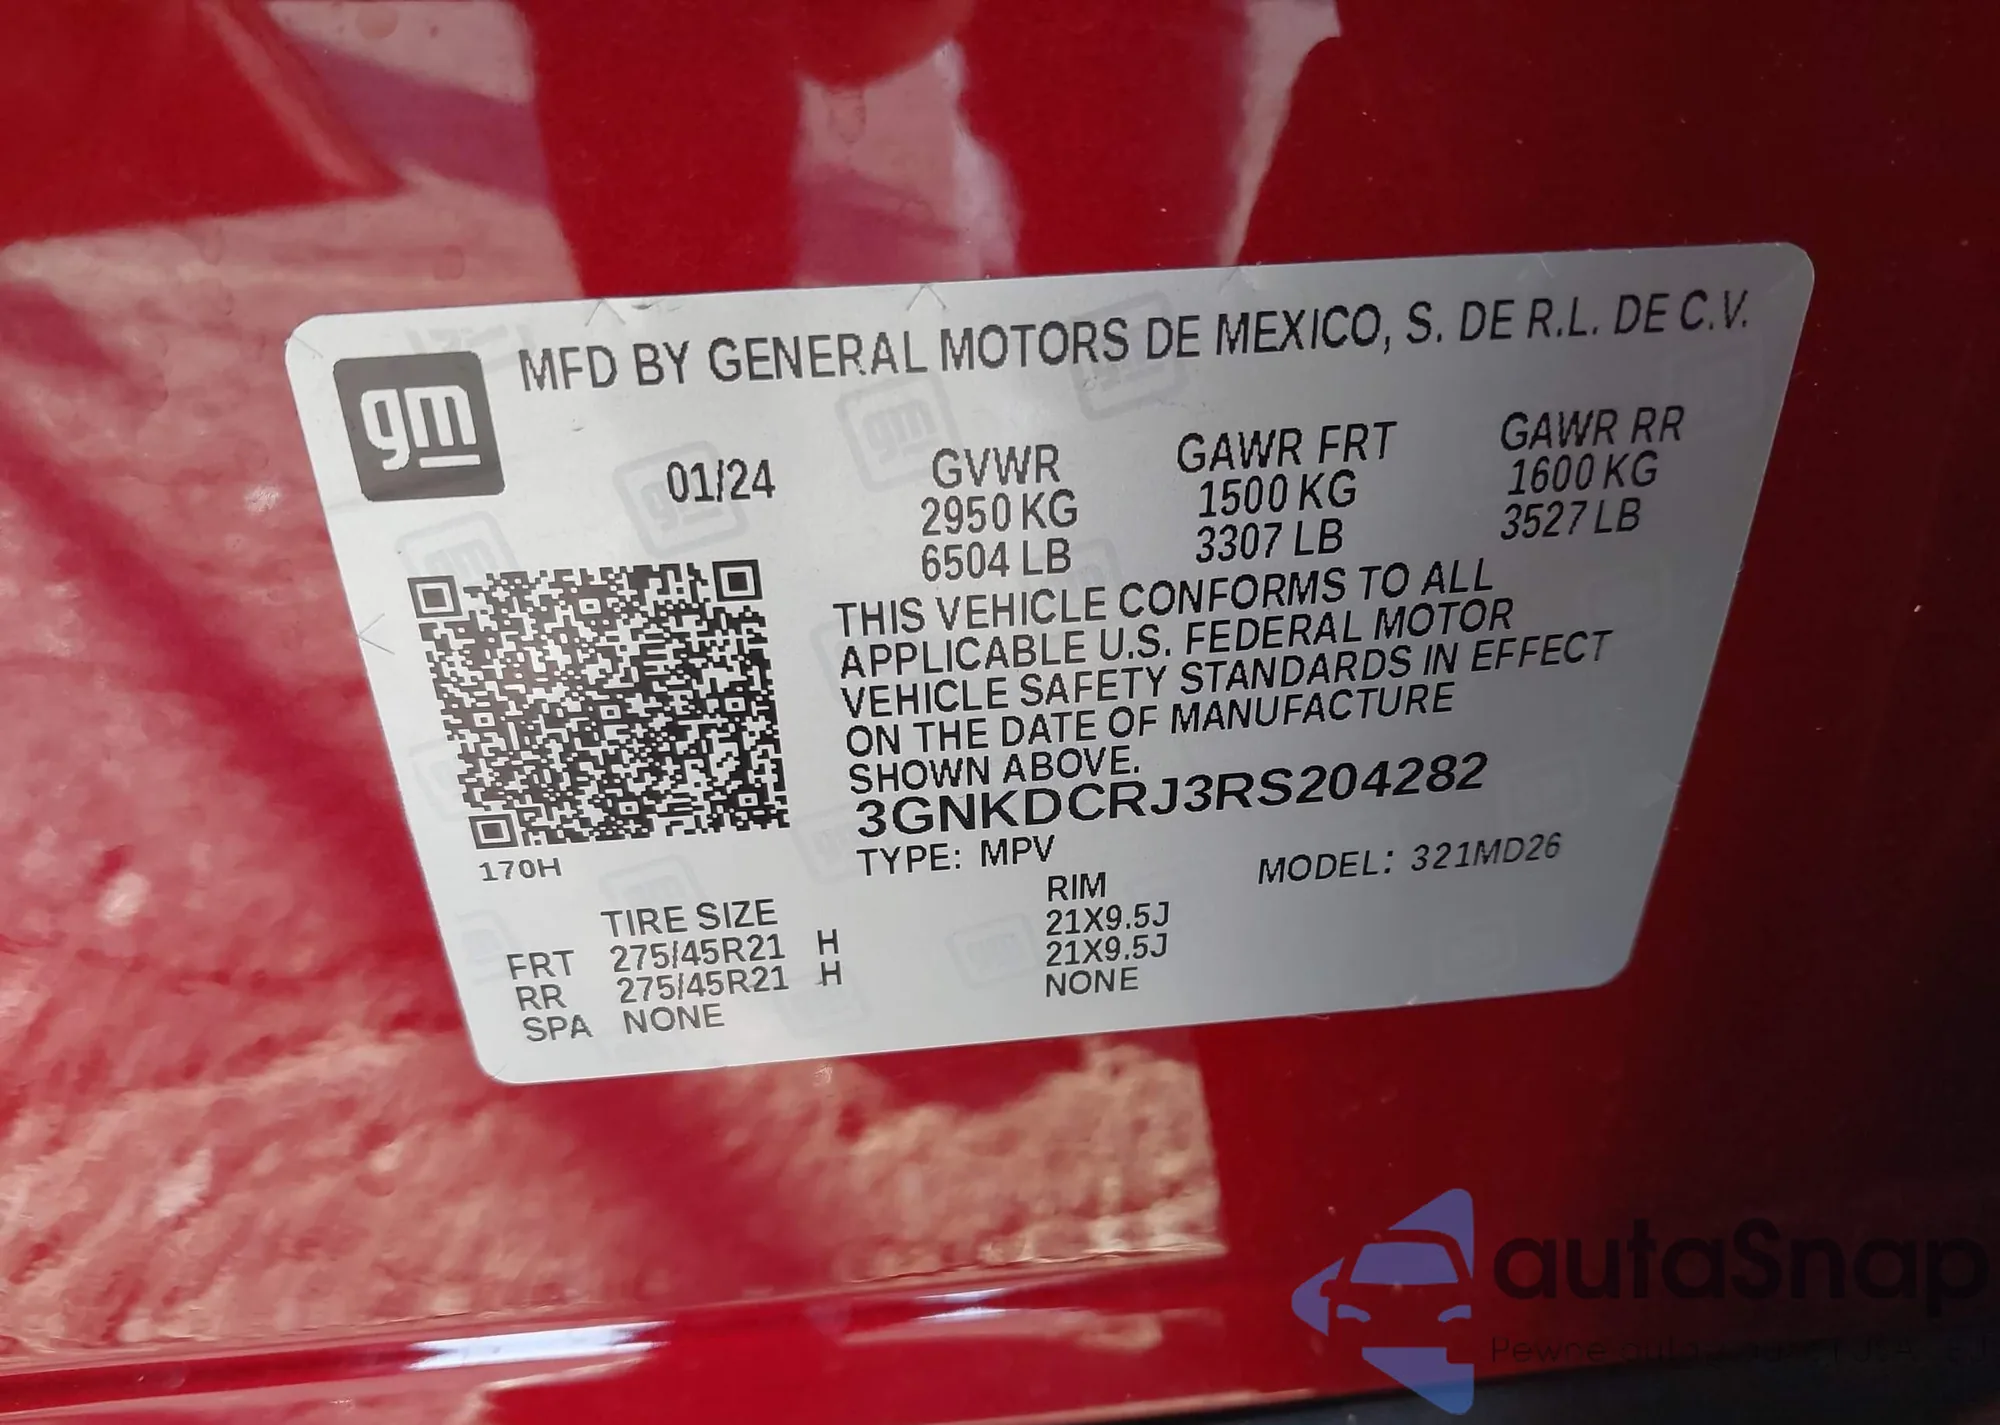 gm
MFD BY GENERAL MOTORS DE MEXICO, S. DE R.L. DE C.V.
01/24 GVWR GAWR FRT GAWR RR
2950 KG 1500 KG 1600 KG
6504 LB 3307 LB 3527 LB
THIS VEHICLE CONFORMS TO ALL
APPLICABLE U.S. FEDERAL MOTOR
VEHICLE SAFETY STANDARDS IN EFFECT
ON THE DATE OF MANUFACTURE
SHOWN ABOVE.
3GNKDCRJ3RS204282
170H
TYPE: MPV MODEL: 321MD26
TIRE SIZE RIM
FRT 275/45R21 H 21X9.5J
RR 275/45R21 H 21X9.5J
SPA NONE NONE
autaSnap
Pewne auta